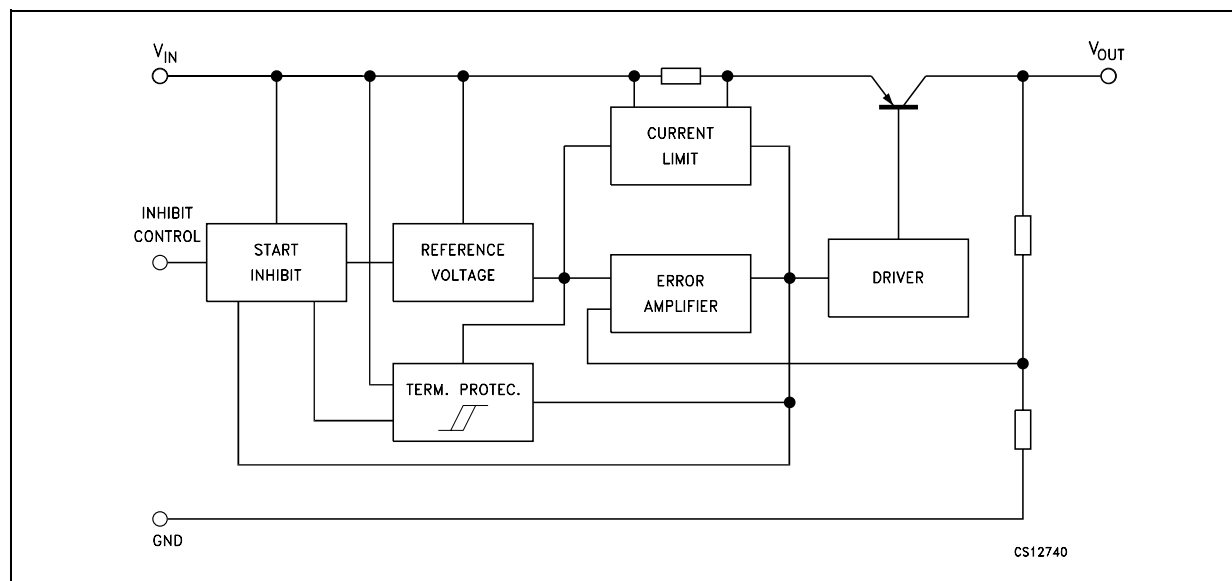 VIN
VOUT
CURRENT
LIMIT
INHIBIT
CONTROL
START
INHIBIT
REFERENCE
VOLTAGE
ERROR
AMPLIFIER
DRIVER
TERM. PROTEC.
GND
CS12740